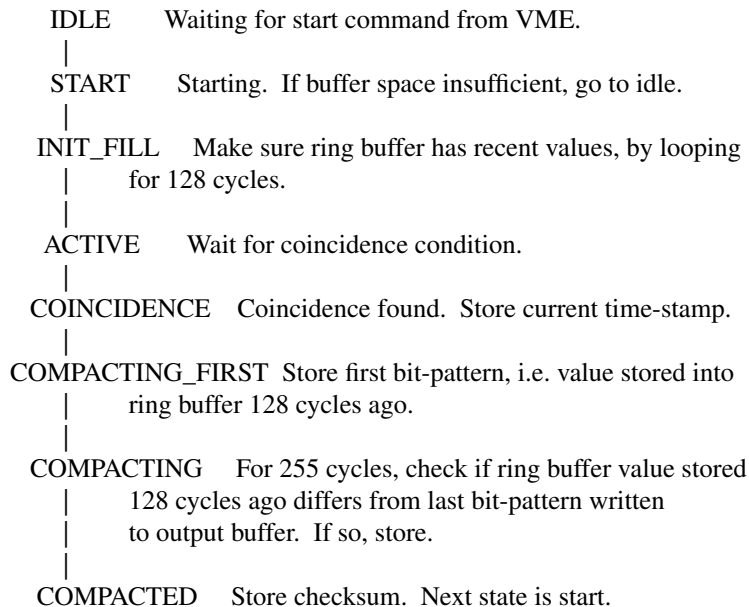 IDLE Waiting for start command from VME.
|
START Starting. If buffer space insufficient, go to idle.
|
INIT_FILL Make sure ring buffer has recent values, by looping
| for 128 cycles.
|
ACTIVE Wait for coincidence condition.
|
COINCIDENCE Coincidence found. Store current time-stamp.
|
COMPACTING_FIRST Store first bit-pattern, i.e. value stored into
| ring buffer 128 cycles ago.
|
COMPACTING For 255 cycles, check if ring buffer value stored
| 128 cycles ago differs from last bit-pattern written
| to output buffer. If so, store.
|
COMPACTED Store checksum. Next state is start.